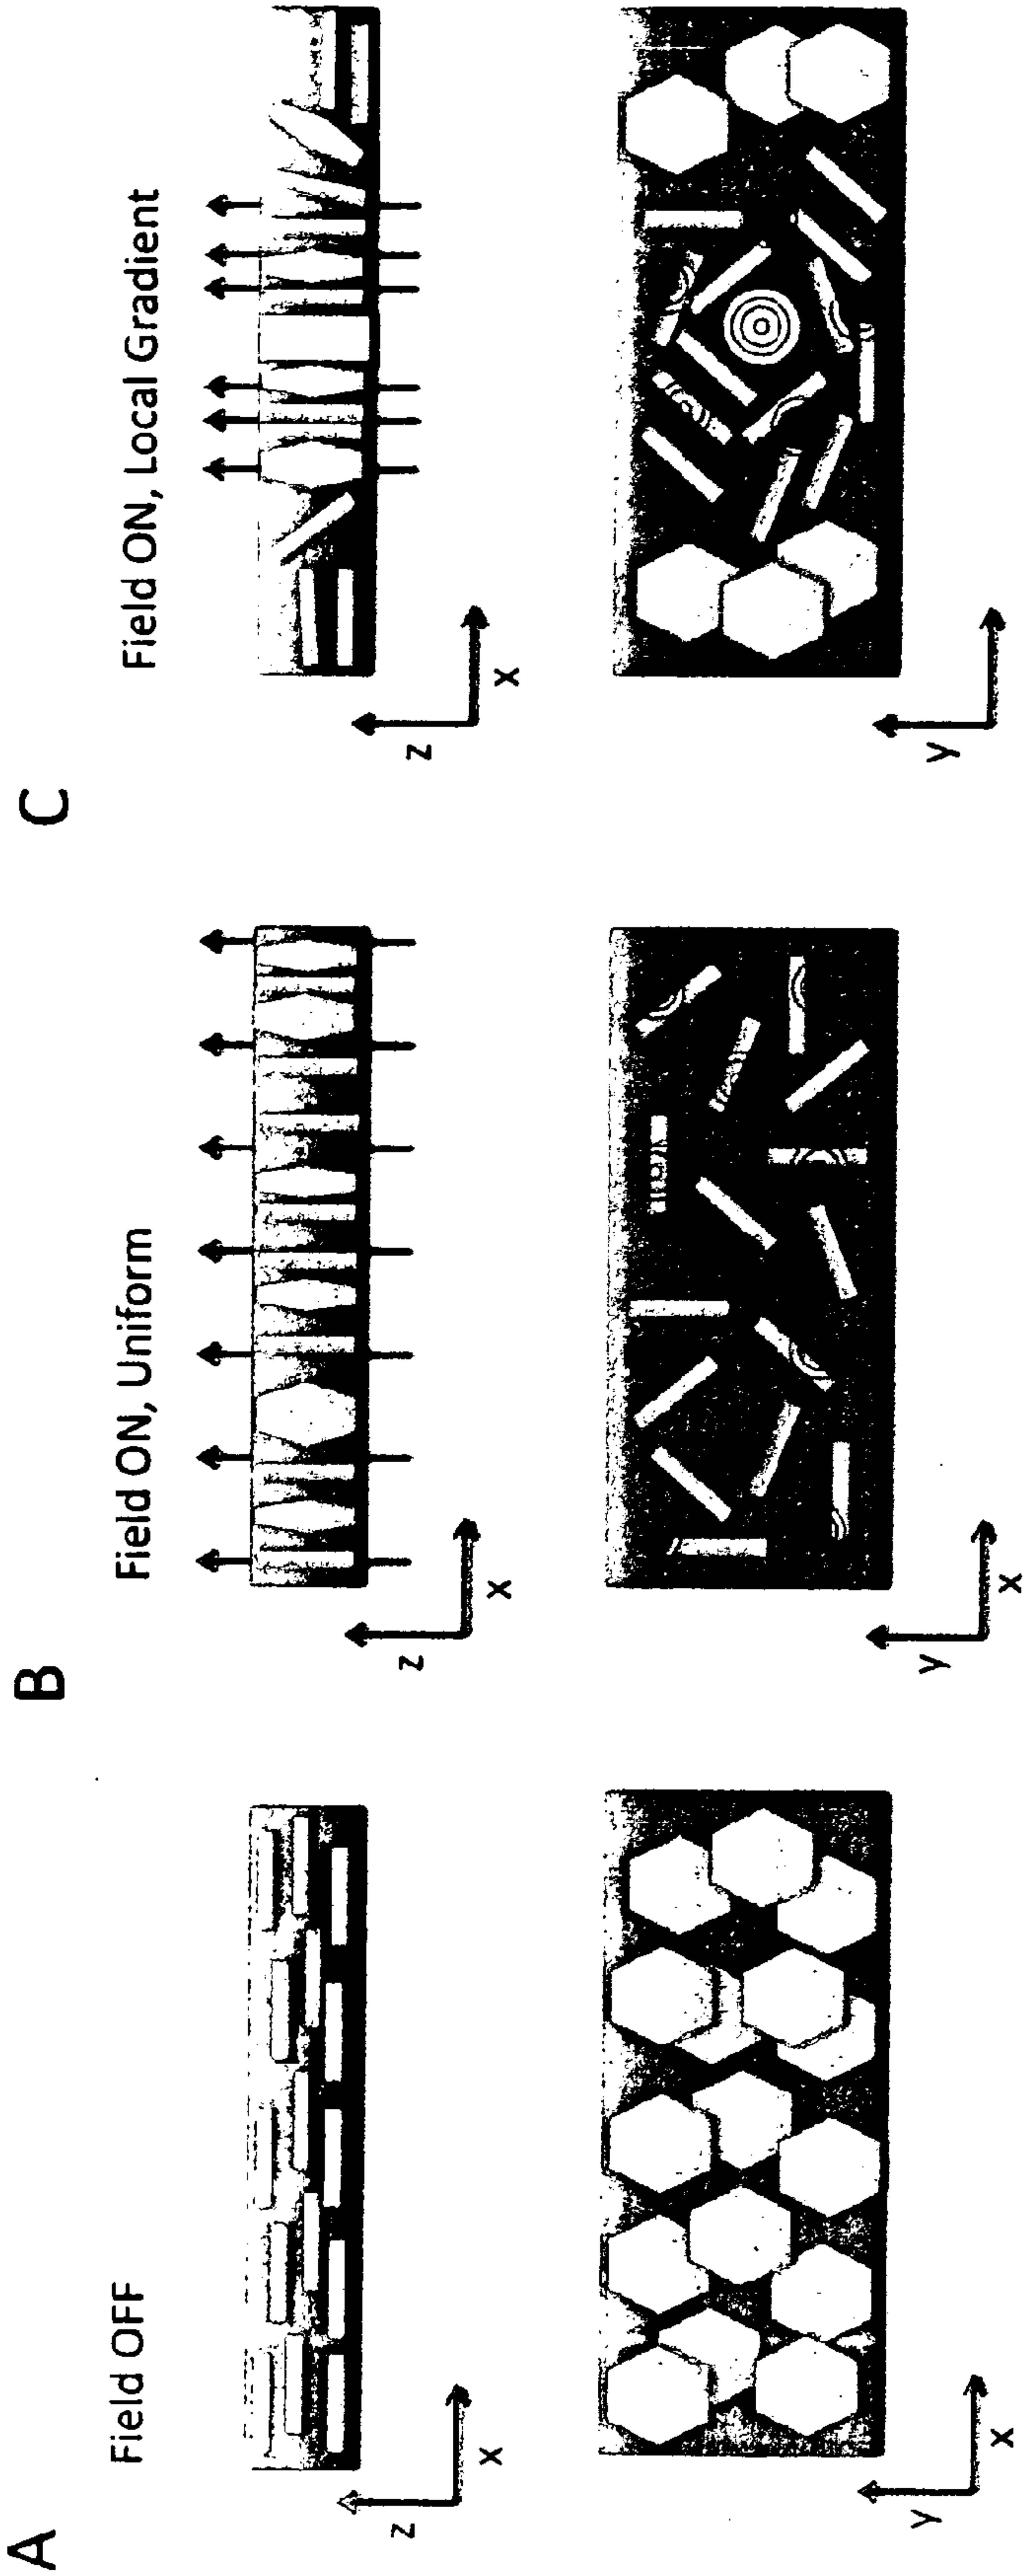 A
Field OFF
z
x
y
x
B
Field ON, Uniform
z
x
y
x
C
Field ON, Local Gradient
z
x
y
x